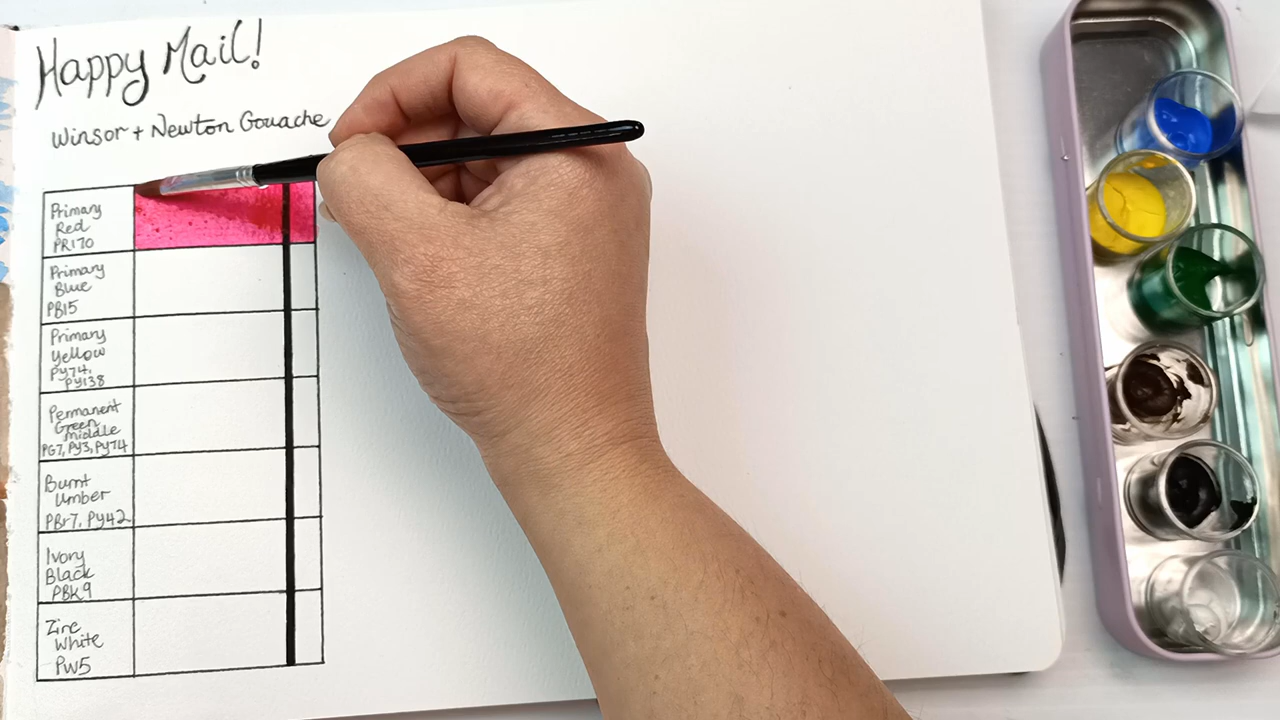 Happy Mail!
Winsor + Newton Gouache
Primary
Red
PR170
Primary
Blue
PB15
Primary
Yellow
PY74,
PY138
Permanent
Green
Middle
PG7, PY3, PY74
Burnt
Umber
PBr7, PY42
Ivory
Black
PBk9
Zinc
White
PW5